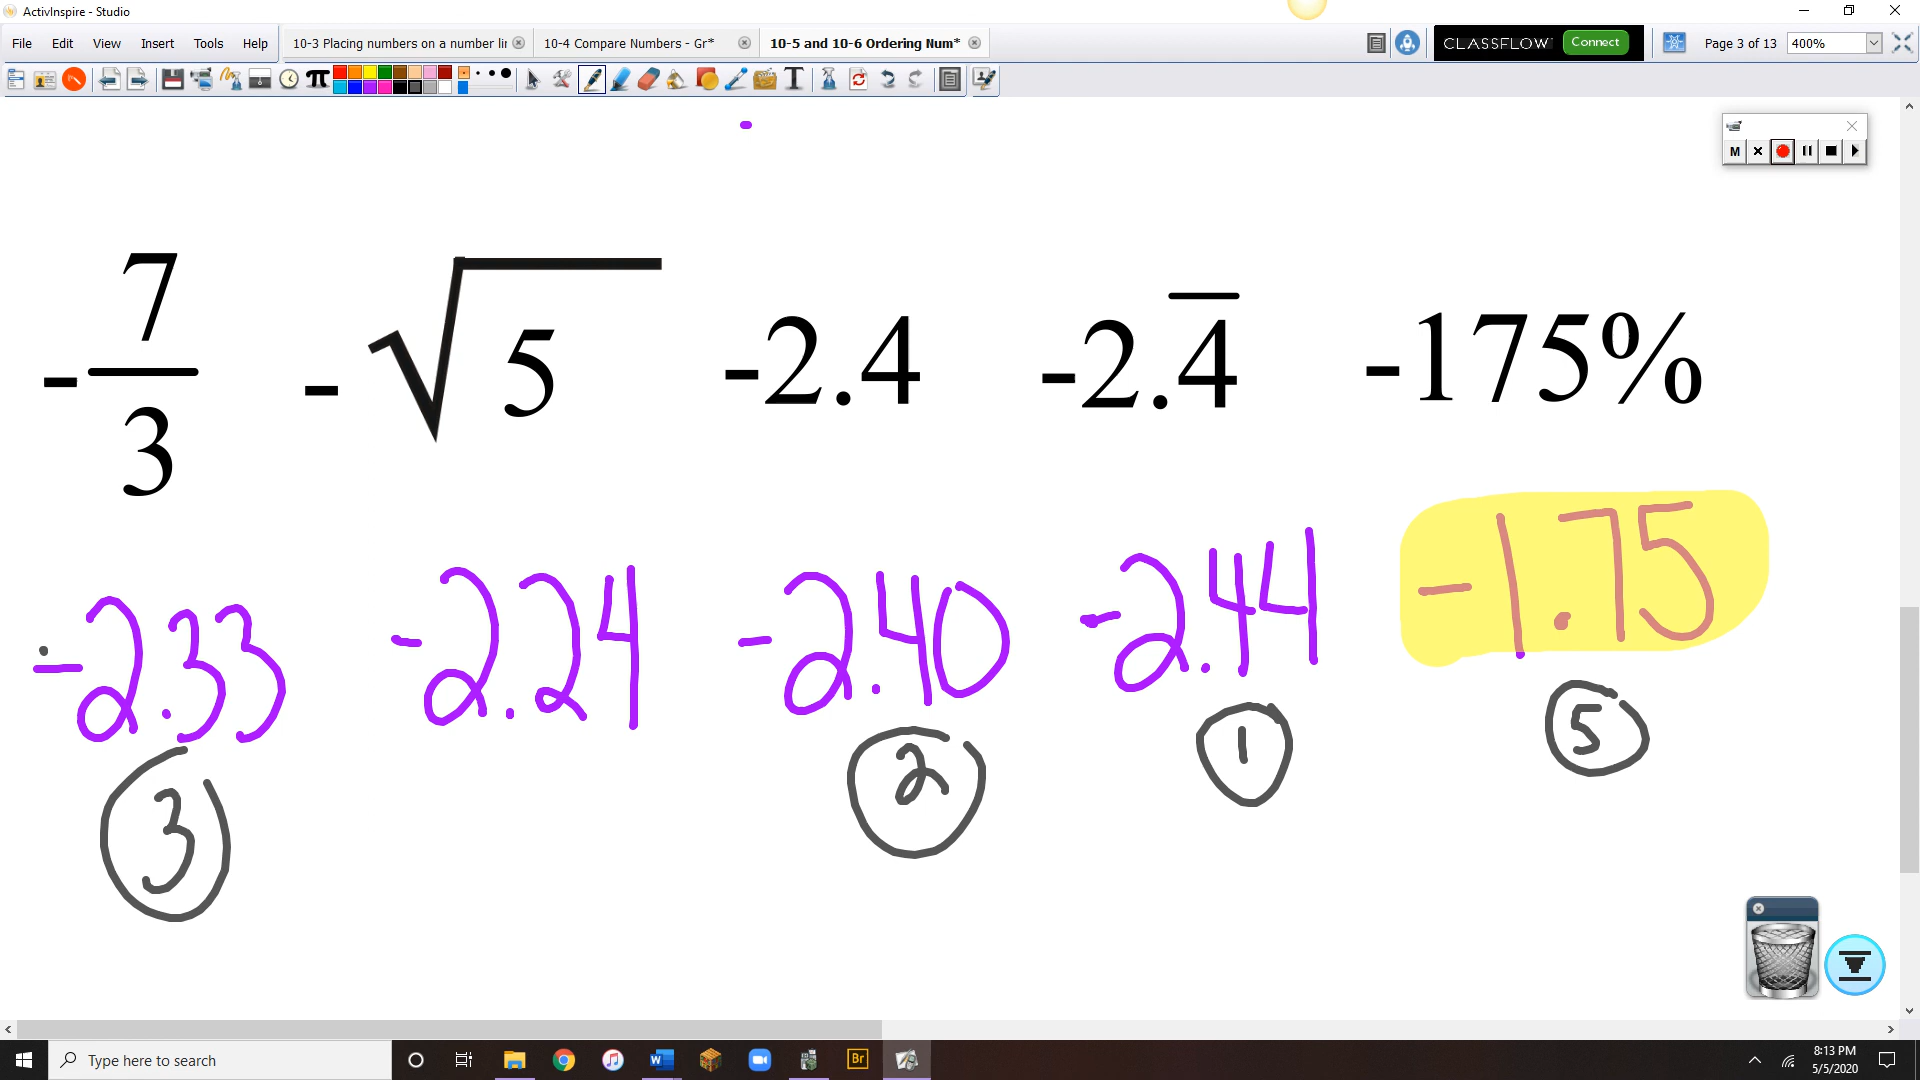 ActivInspire - Studio
File Edit View Insert Tools Help
10-3 Placing numbers on a number lin
10-4 Compare Numbers - Gr*
10-5 and 10-6 Ordering Num*
CLASSFLOW Connect
Page 3 of 13
400%
M
-7/3 -√5 -2.4 -2.4̅ -175%
-2.33 -2.24 -2.40 -2.44 -1.75
3 2 1 5
Type here to search
W
Br
8:13 PM
5/5/2020